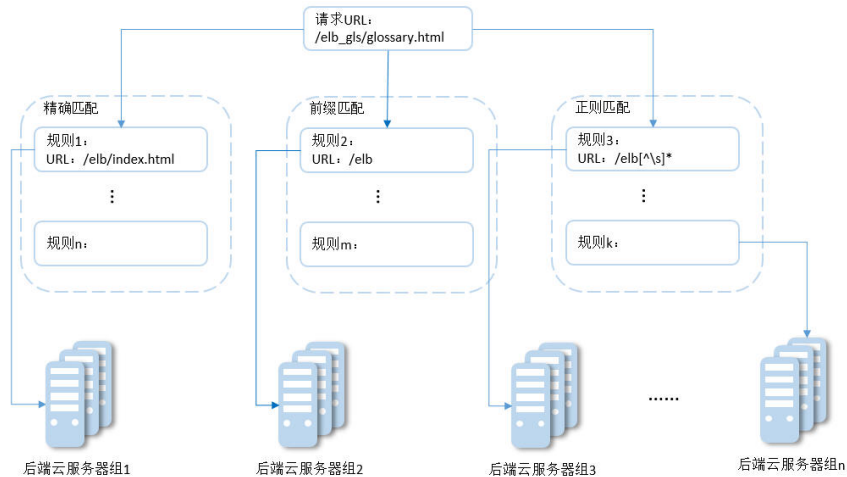 请求URL：
/elb_gls/glossary.html
精确匹配
规则1：
URL：/elb/index.html
⋮
规则n：
前缀匹配
规则2：
URL：/elb
⋮
规则m：
正则匹配
规则3：
URL：/elb[^\s]*
⋮
规则k：
......
后端云服务器组1
后端云服务器组2
后端云服务器组3
后端云服务器组n